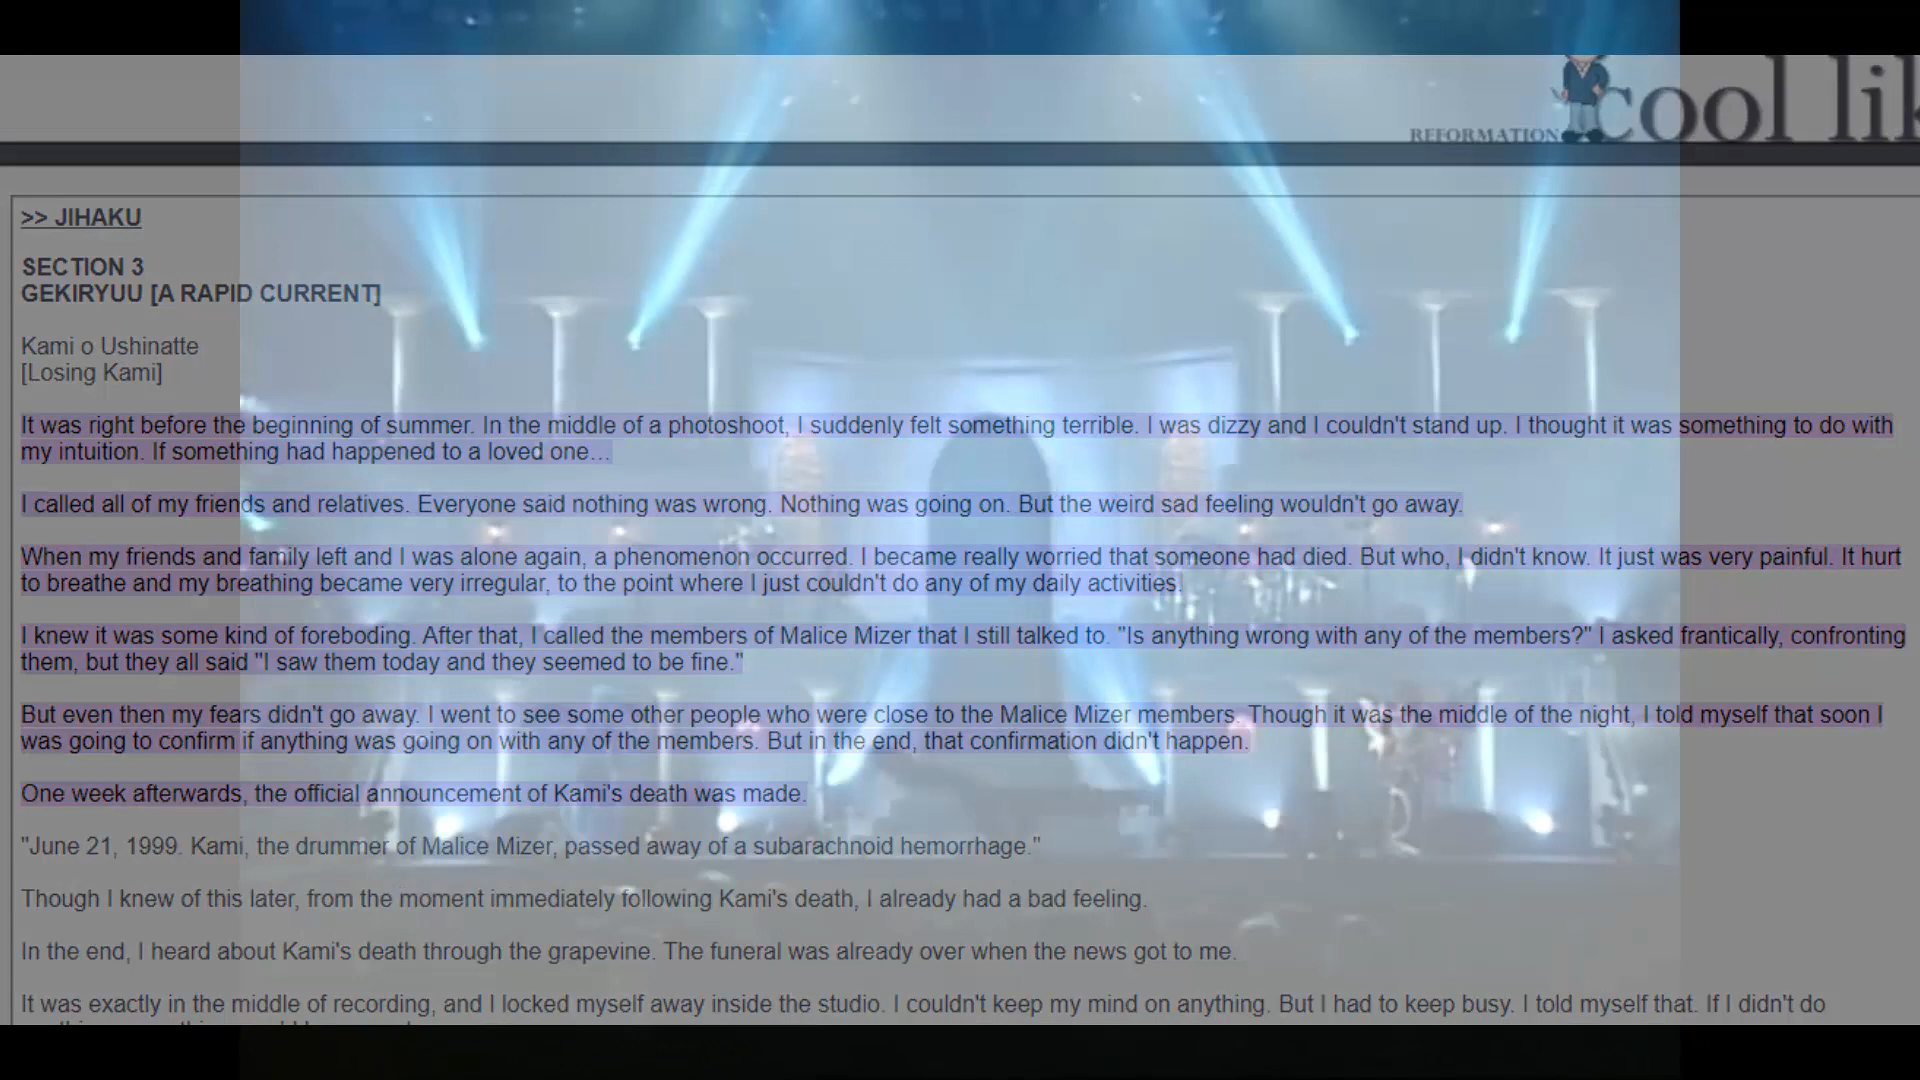 REFORMATION
cool lik
>> JIHAKU
SECTION 3
GEKIRYUU [A RAPID CURRENT]
Kami o Ushinatte
[Losing Kami]
It was right before the beginning of summer. In the middle of a photoshoot, I suddenly felt something terrible. I was dizzy and I couldn't stand up. I thought it was something to do with
my intuition. If something had happened to a loved one...
I called all of my friends and relatives. Everyone said nothing was wrong. Nothing was going on. But the weird sad feeling wouldn't go away.
When my friends and family left and I was alone again, a phenomenon occurred. I became really worried that someone had died. But who, I didn't know. It just was very painful. It hurt
to breathe and my breathing became very irregular, to the point where I just couldn't do any of my daily activities.
I knew it was some kind of foreboding. After that, I called the members of Malice Mizer that I still talked to. "Is anything wrong with any of the members?" I asked frantically, confronting
them, but they all said "I saw them today and they seemed to be fine."
But even then my fears didn't go away. I went to see some other people who were close to the Malice Mizer members. Though it was the middle of the night, I told myself that soon I
was going to confirm if anything was going on with any of the members. But in the end, that confirmation didn't happen.
One week afterwards, the official announcement of Kami's death was made.
"June 21, 1999. Kami, the drummer of Malice Mizer, passed away of a subarachnoid hemorrhage."
Though I knew of this later, from the moment immediately following Kami's death, I already had a bad feeling.
In the end, I heard about Kami's death through the grapevine. The funeral was already over when the news got to me.
It was exactly in the middle of recording, and I locked myself away inside the studio. I couldn't keep my mind on anything. But I had to keep busy. I told myself that. If I didn't do